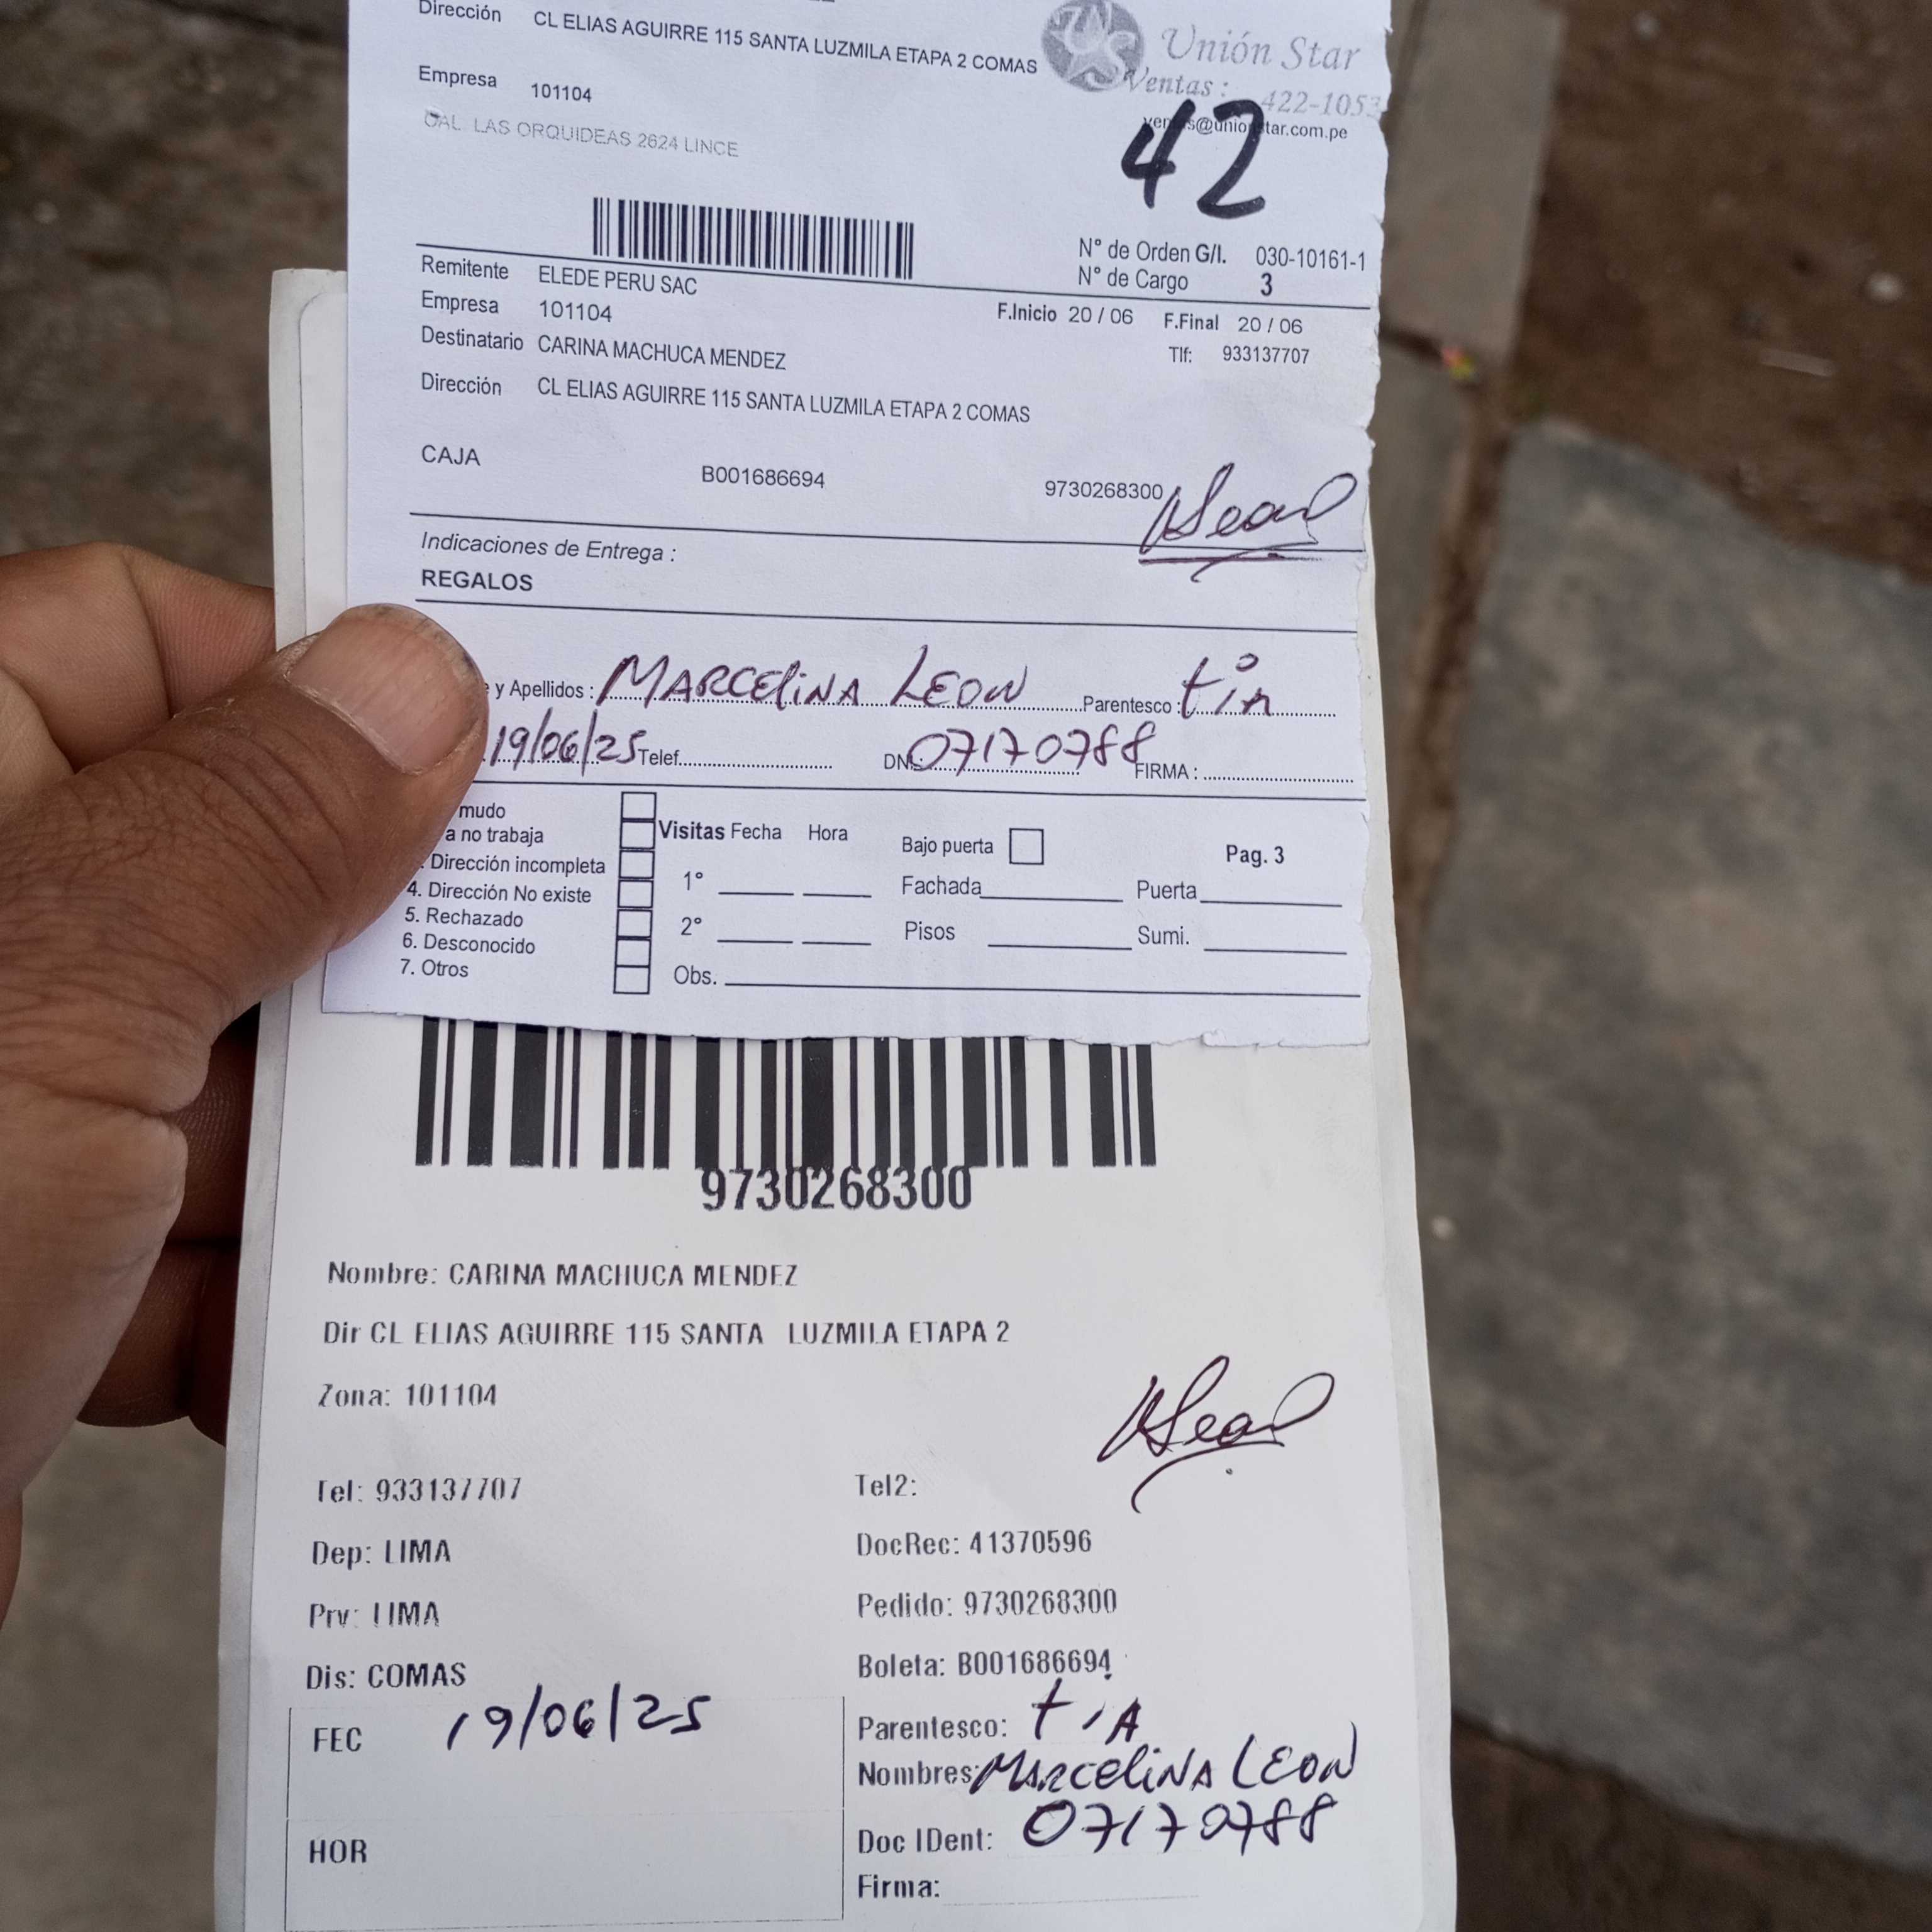 Dirección CL ELIAS AGUIRRE 115 SANTA LUZMILA ETAPA 2 COMAS
Unión Star
Ventas : 422-1053
Empresa 101104
ventas@unionstar.com.pe
42
CAL. LAS ORQUIDEAS 2624 LINCE
N° de Orden G/I. 030-10161-1
N° de Cargo 3
Remitente ELEDE PERU SAC
Empresa 101104
F.Inicio 20 / 06 F.Final 20 / 06
Destinatario CARINA MACHUCA MENDEZ
Tlf: 933137707
Dirección CL ELIAS AGUIRRE 115 SANTA LUZMILA ETAPA 2 COMAS
CAJA B001686694 9730268300
Indicaciones de Entrega :
REGALOS
y Apellidos : MARCELiNA LEON Parentesco : tiA
19/06/25 Telef. DNI: 07170788 FIRMA :
mudo
a no trabaja
Dirección incompleta
4. Dirección No existe
5. Rechazado
6. Desconocido
7. Otros
Visitas Fecha Hora
1°
2°
Obs.
Bajo puerta Pag. 3
Fachada Puerta
Pisos Sumi.
9730268300
Nombre: CARINA MACHUCA MENDEZ
Dir CL ELIAS AGUIRRE 115 SANTA LUZMILA ETAPA 2
Zona: 101104
Tel: 933137707 Tel2:
Dep: LIMA DocRec: 41370596
Prv: LIMA Pedido: 9730268300
Dis: COMAS Boleta: B001686694
FEC 19/06/25
Parentesco: tiA
Nombres: MARCELiNA LEON
HOR
Doc IDent: 07170788
Firma: